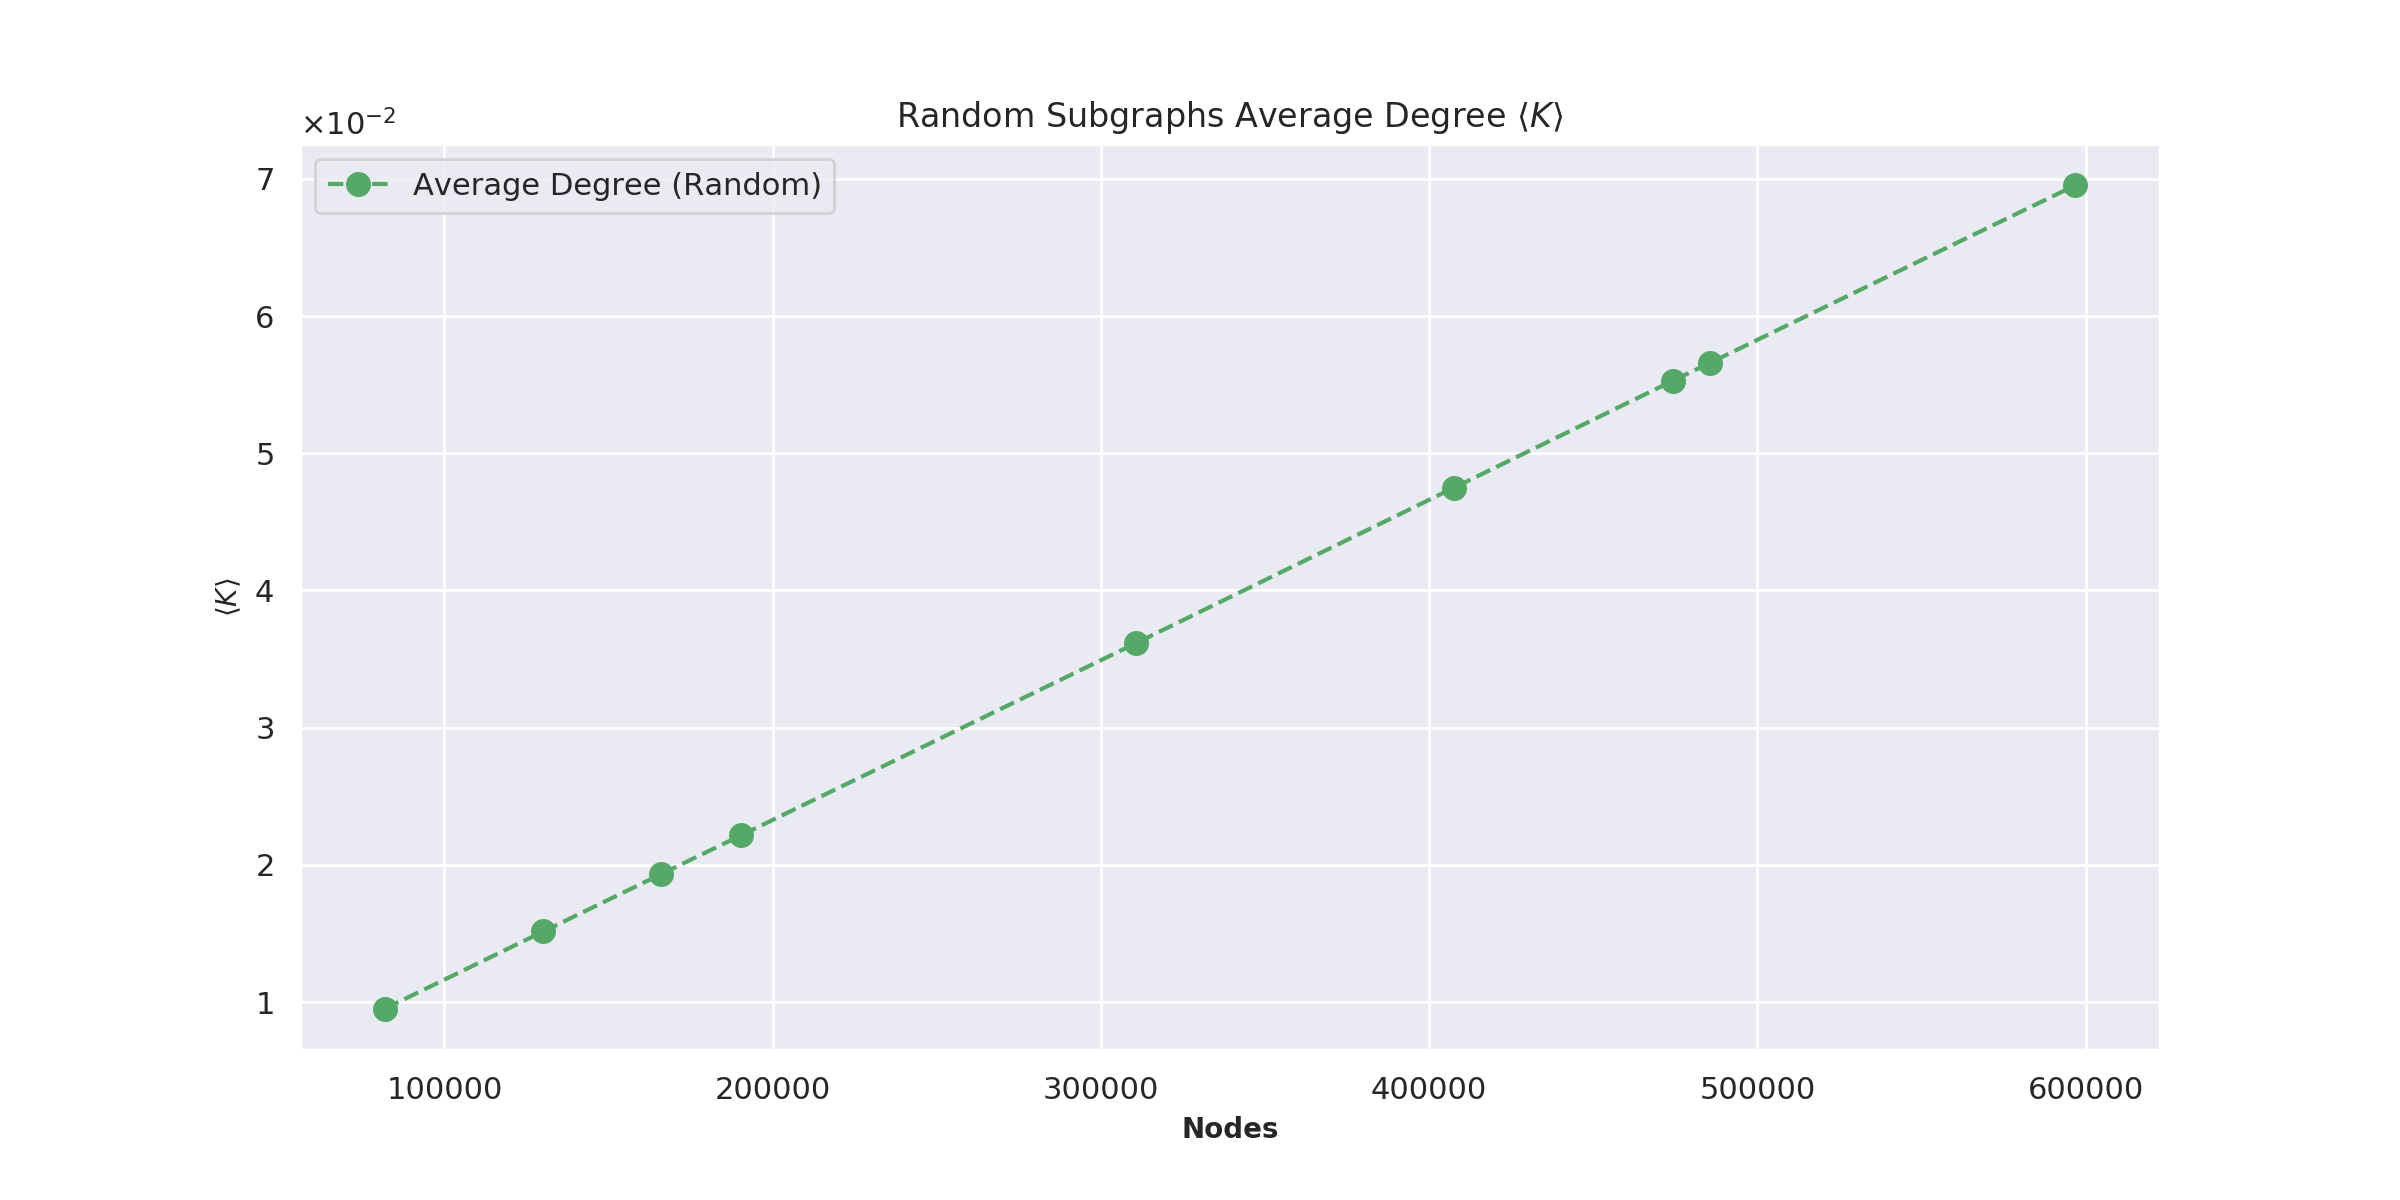 Random Subgraphs Average Degree ⟨K⟩
×10⁻²
Average Degree (Random)
7
6
5
4
3
2
1
⟨K⟩
100000 200000 300000 400000 500000 600000
Nodes